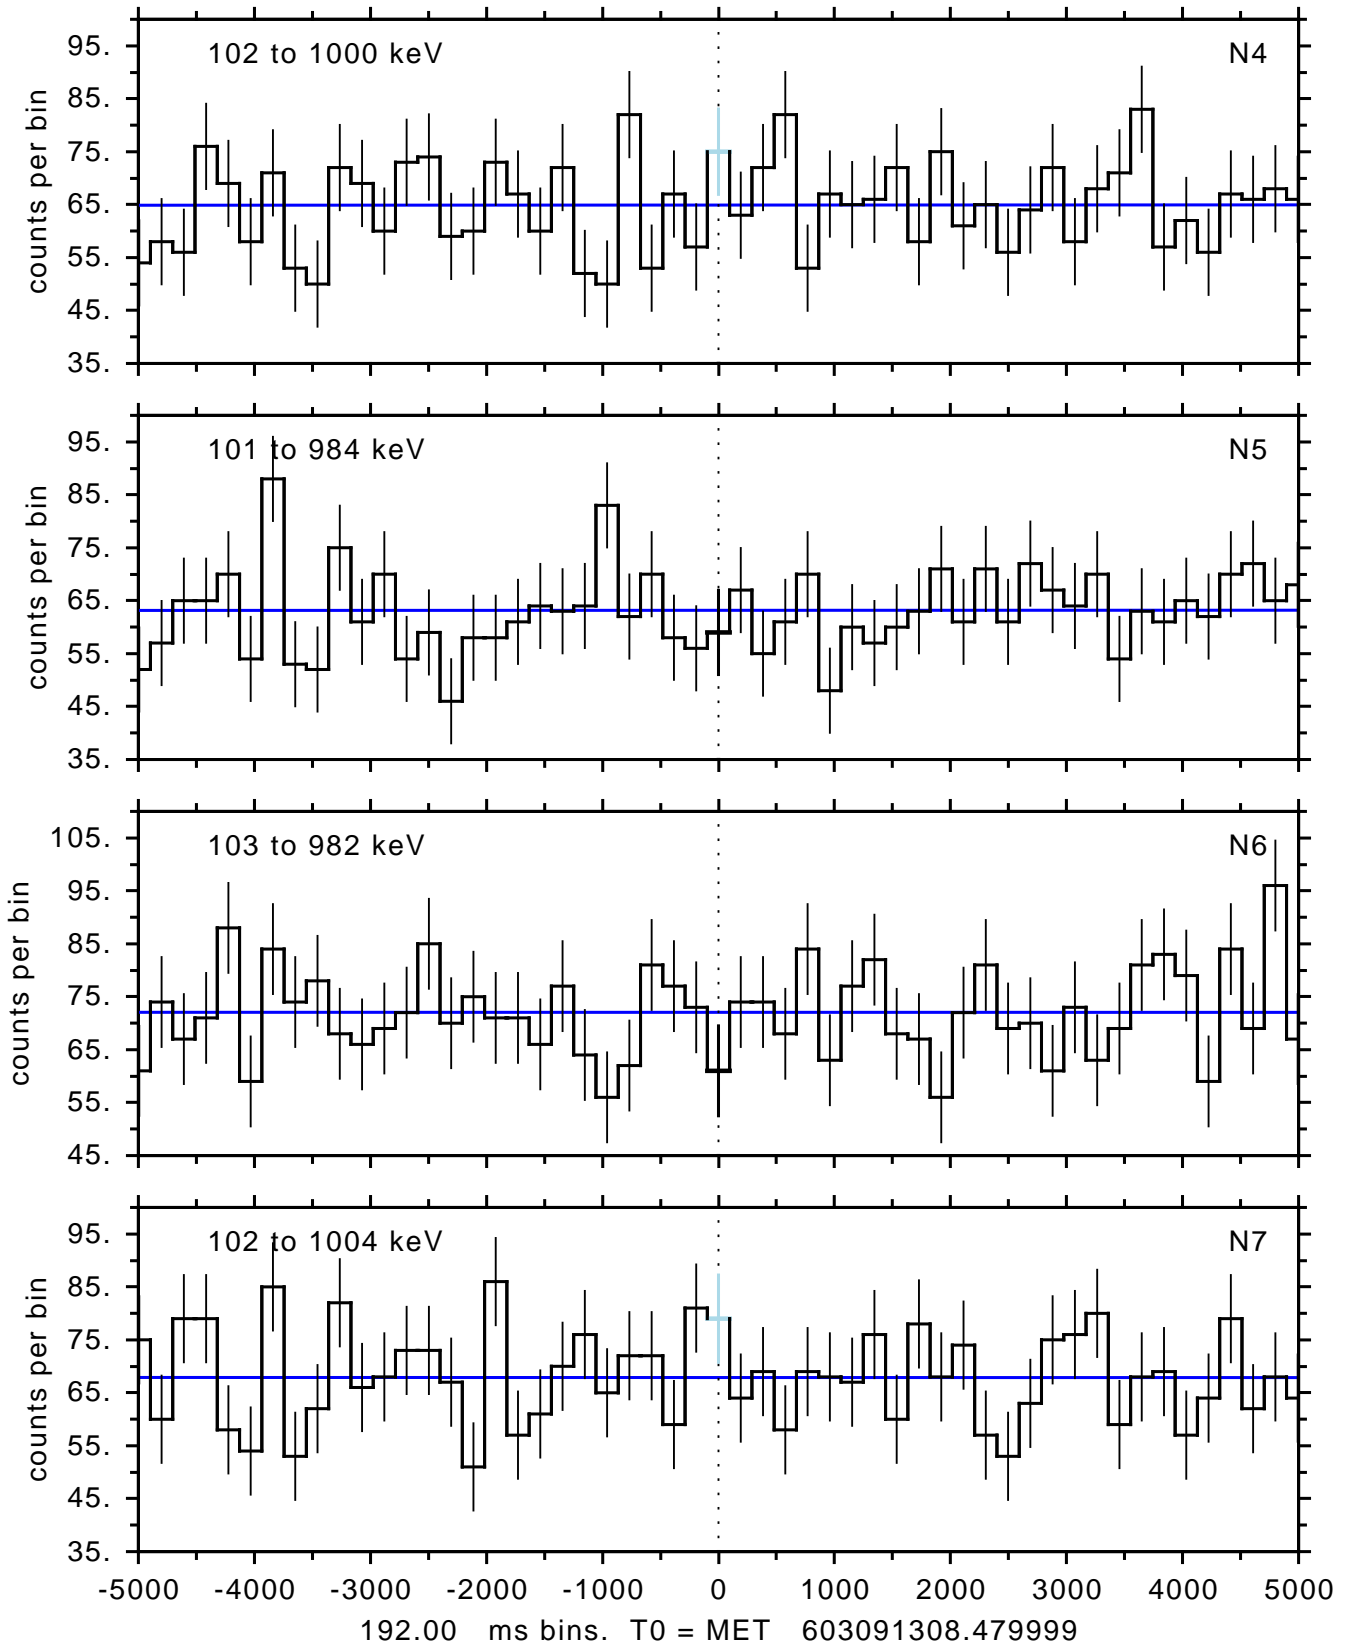 102 to 1000 keV N4
95.
85.
75.
65.
55.
45.
35.
counts per bin
101 to 984 keV N5
95.
85.
75.
65.
55.
45.
35.
counts per bin
103 to 982 keV N6
105.
95.
85.
75.
65.
55.
45.
counts per bin
102 to 1004 keV N7
95.
85.
75.
65.
55.
45.
35.
counts per bin
-5000 -4000 -3000 -2000 -1000 0 1000 2000 3000 4000 5000
192.00 ms bins. T0 = MET 603091308.479999